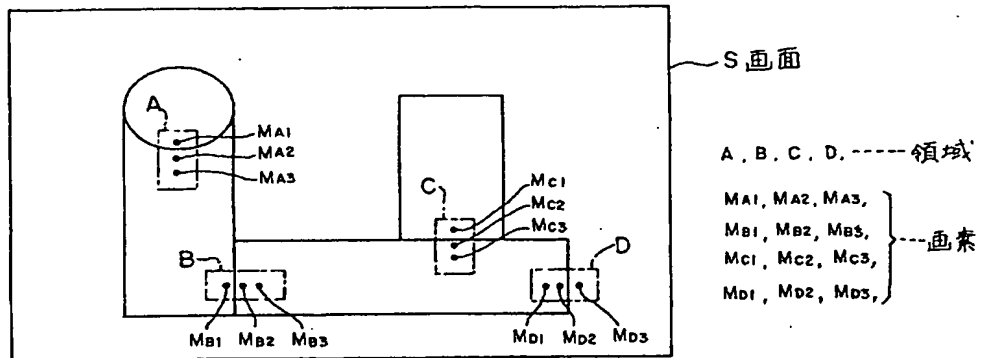 S画面
A
MA1
MA2
MA3
C
MC1
MC2
MC3
B
D
MB1 MB2 MB3
MD1 MD2 MD3
A. B. C. D. ------ 領域
MA1, MA2, MA3,
MB1, MB2, MB3,
MC1, MC2, MC3,
MD1, MD2, MD3,
----画素